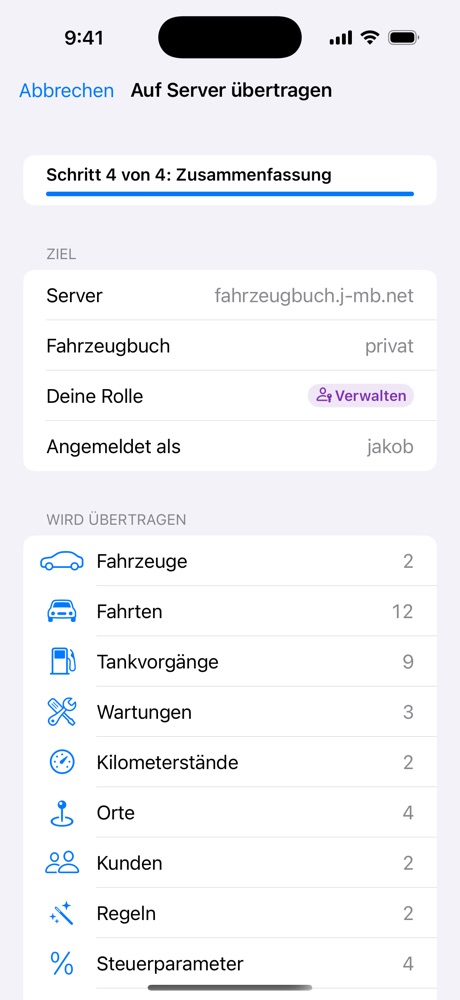 9:41
Abbrechen Auf Server übertragen
Schritt 4 von 4: Zusammenfassung
ZIEL
Server fahrzeugbuch.j-mb.net
Fahrzeugbuch privat
Deine Rolle Verwalten
Angemeldet als jakob
WIRD ÜBERTRAGEN
Fahrzeuge 2
Fahrten 12
Tankvorgänge 9
Wartungen 3
Kilometerstände 2
Orte 4
Kunden 2
Regeln 2
% Steuerparameter 4